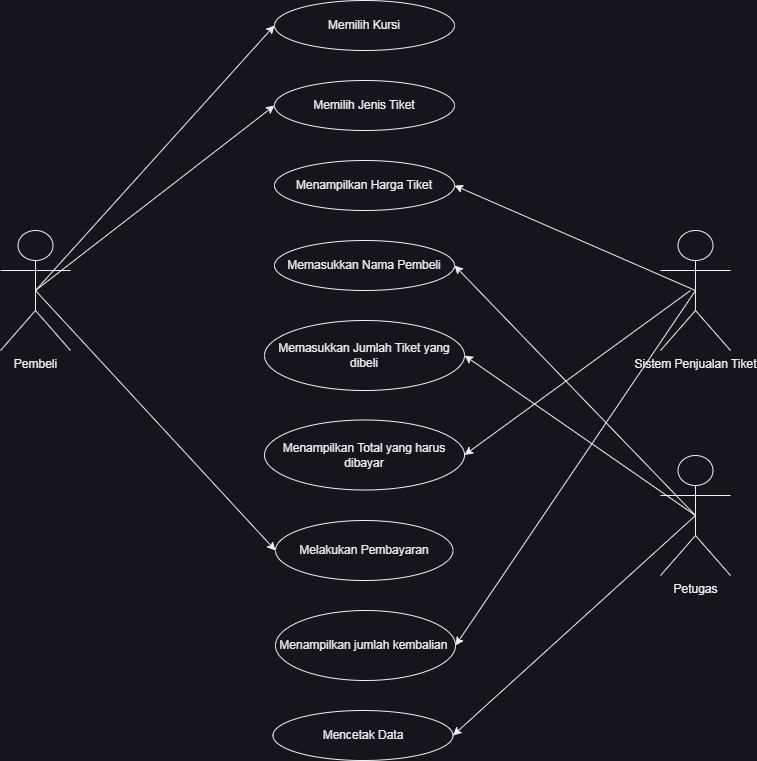 Memilih Kursi
Memilih Jenis Tiket
Menampilkan Harga Tiket
Memasukkan Nama Pembeli
Memasukkan Jumlah Tiket yang
dibeli
Pembeli
Sistem Penjualan Tiket
Menampilkan Total yang harus
dibayar
Melakukan Pembayaran
Petugas
Menampilkan jumlah kembalian
Mencetak Data